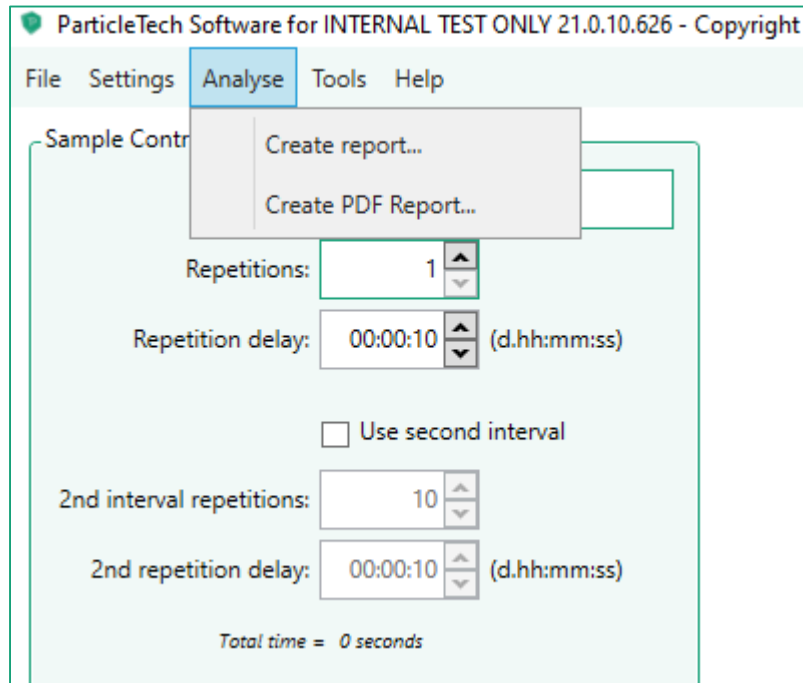 ParticleTech Software for INTERNAL TEST ONLY 21.0.10.626 - Copyright
File Settings Analyse Tools Help
Sample Contr
Create report...
Create PDF Report...
Repetitions: 1
Repetition delay: 00:00:10 (d.hh:mm:ss)
Use second interval
2nd interval repetitions: 10
2nd repetition delay: 00:00:10 (d.hh:mm:ss)
Total time = 0 seconds